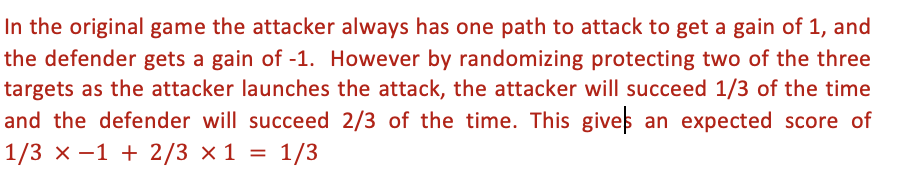 In the original game the attacker always has one path to attack to get a gain of 1, and
the defender gets a gain of -1.  However by randomizing protecting two of the three
targets as the attacker launches the attack, the attacker will succeed 1/3 of the time
and the defender will succeed 2/3 of the time. This gives an expected score of
1/3 × −1 + 2/3 × 1 = 1/3